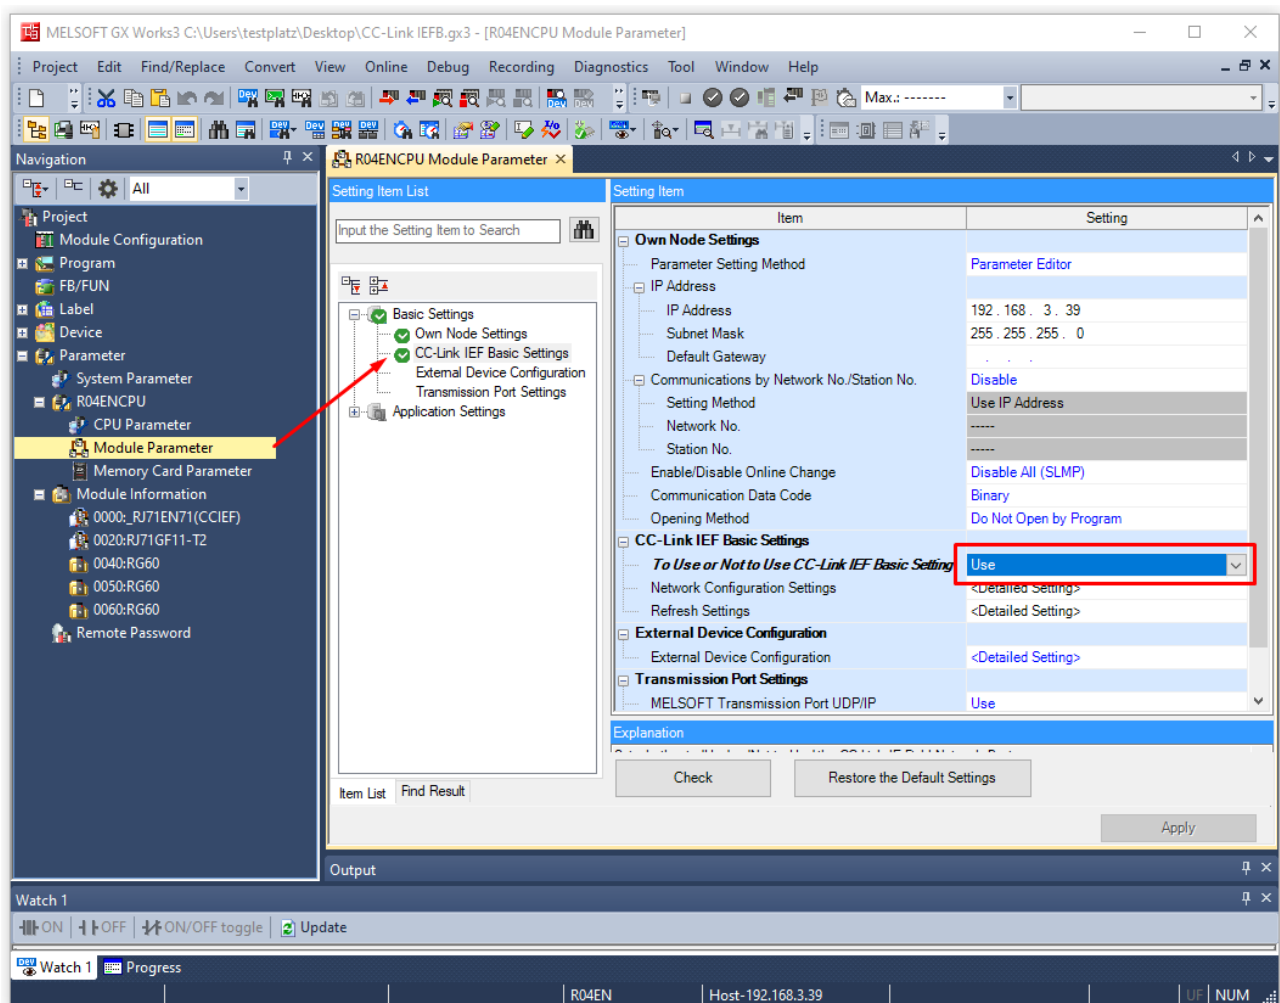 MELSOFT GX Works3 C:\Users\testplatz\Desktop\CC-Link IEFB.gx3 - [R04ENCPU Module Parameter]
Project Edit Find/Replace Convert View Online Debug Recording Diagnostics Tool Window Help
Max.: -------
Navigation
All
Project
Module Configuration
Program
FB/FUN
Label
Device
Parameter
System Parameter
R04ENCPU
CPU Parameter
Module Parameter
Memory Card Parameter
Module Information
0000:_RJ71EN71(CCIEF)
0020:RJ71GF11-T2
0040:RG60
0050:RG60
0060:RG60
Remote Password
R04ENCPU Module Parameter
Setting Item List
Input the Setting Item to Search
Basic Settings
Own Node Settings
CC-Link IEF Basic Settings
External Device Configuration
Transmission Port Settings
Application Settings
Item List Find Result
Setting Item
Item Setting
Own Node Settings
Parameter Setting Method Parameter Editor
IP Address
IP Address 192 . 168 . 3 . 39
Subnet Mask 255 . 255 . 255 . 0
Default Gateway . . .
Communications by Network No./Station No. Disable
Setting Method Use IP Address
Network No. -----
Station No. -----
Enable/Disable Online Change Disable All (SLMP)
Communication Data Code Binary
Opening Method Do Not Open by Program
CC-Link IEF Basic Settings
To Use or Not to Use CC-Link IEF Basic Setting Use
Network Configuration Settings <Detailed Setting>
Refresh Settings <Detailed Setting>
External Device Configuration
External Device Configuration <Detailed Setting>
Transmission Port Settings
MELSOFT Transmission Port UDP/IP Use
Explanation
Check Restore the Default Settings
Apply
Output
Watch 1
ON OFF ON/OFF toggle Update
Watch 1 Progress
R04EN Host-192.168.3.39 UF NUM